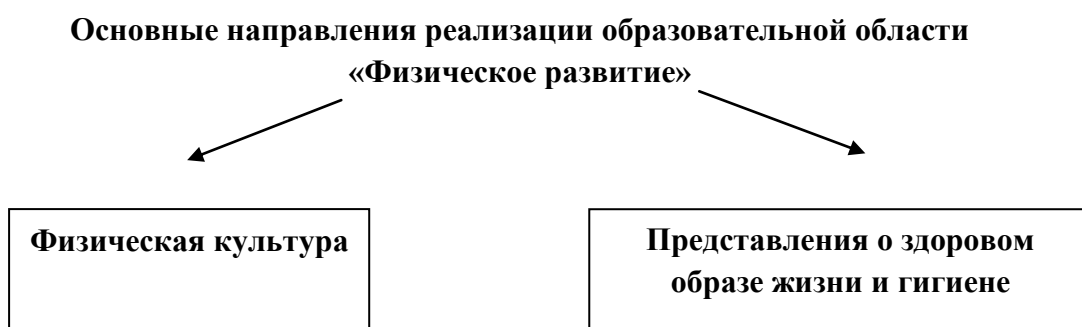 Основные направления реализации образовательной области
«Физическое развитие»
Физическая культура
Представления о здоровом
образе жизни и гигиене